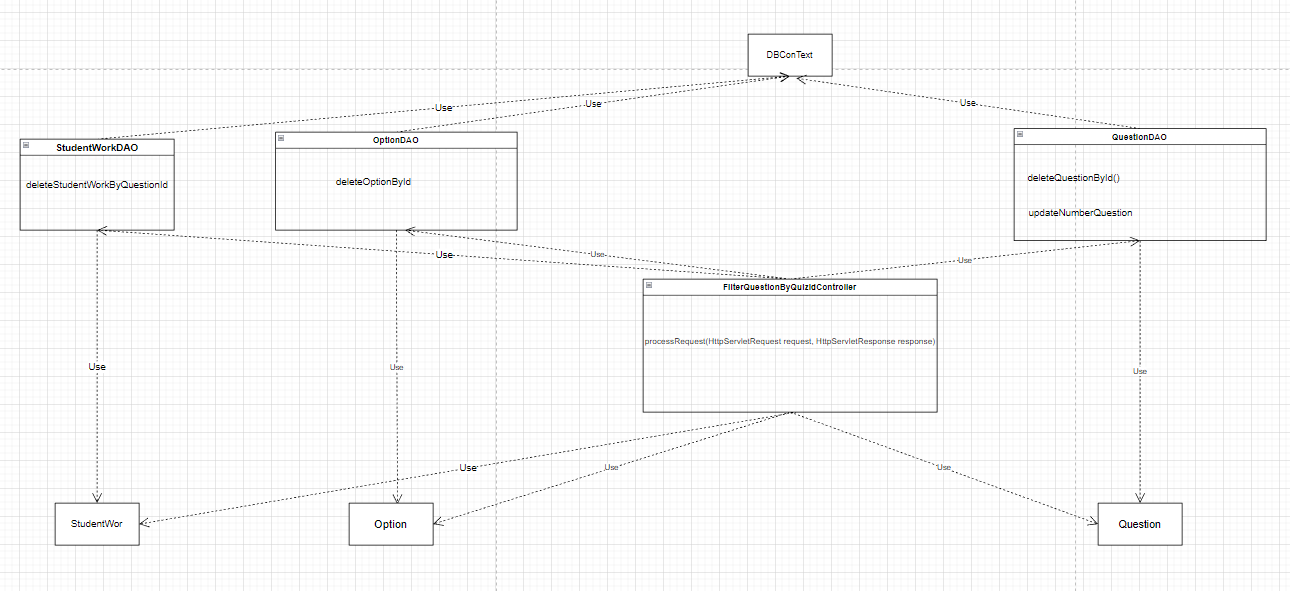 DBConText
Use
Use
Use
StudentWorkDAO
OptionDAO
QuestionDAO
deleteStudentWorkByQuestionId
deleteOptionById
deleteQuestionById()
updateNumberQuestion
Use
Use
Use
FilterQuestionByQuizidController
processRequest(HttpServletRequest request, HttpServletResponse response)
Use
Use
Use
Use
Use
Use
StudentWor
Option
Question